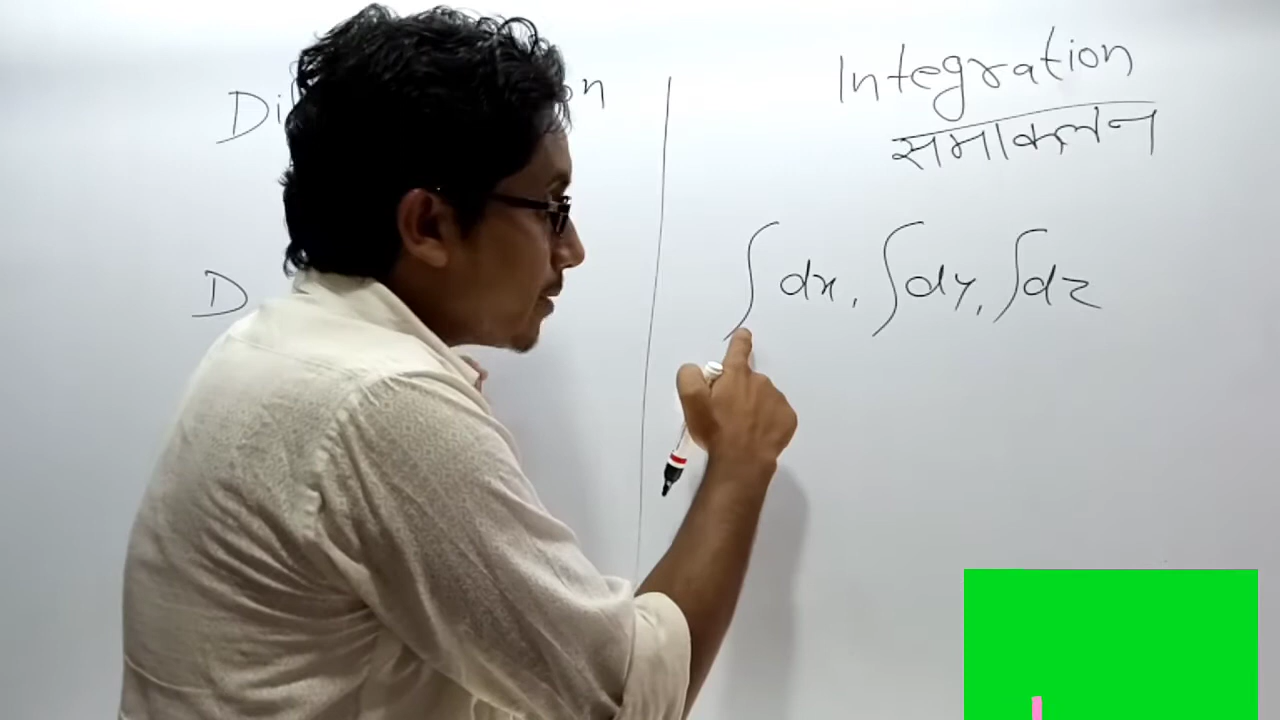 Integration
समाकलन
∫dx, ∫dy, ∫dz
D